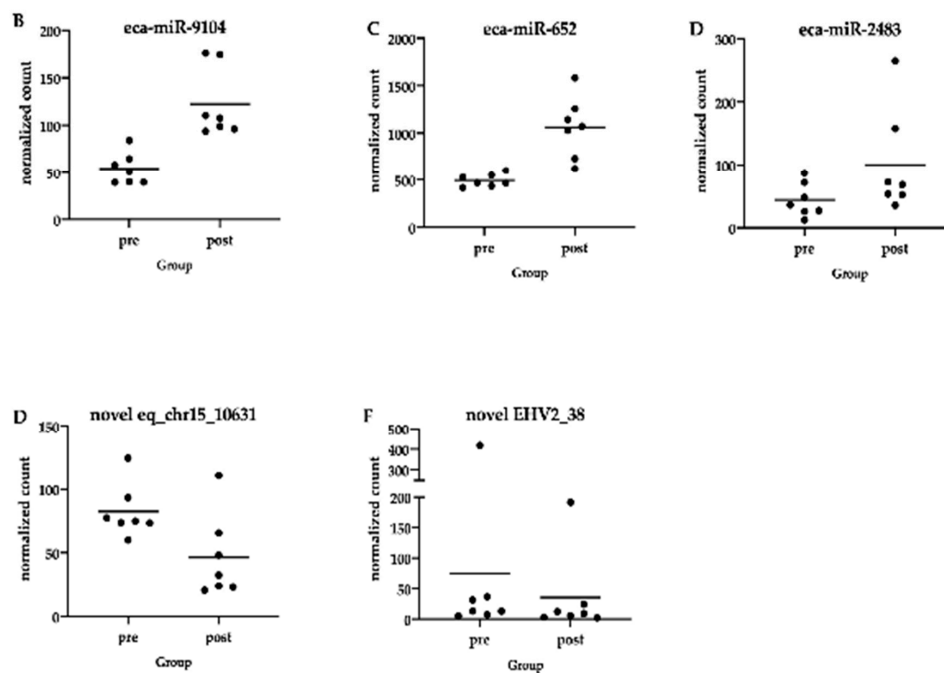 B
eca-miR-9104
200
150
100
50
0
normalized count
pre
post
Group
C
eca-miR-652
2000
1500
1000
500
0
normalized count
pre
post
Group
D
eca-miR-2483
300
200
100
0
normalized count
pre
post
Group
D
novel eq_chr15_10631
150
100
50
0
normalized count
pre
post
Group
F
novel EHV2_38
500
400
300
200
150
100
50
0
normalized count
pre
post
Group